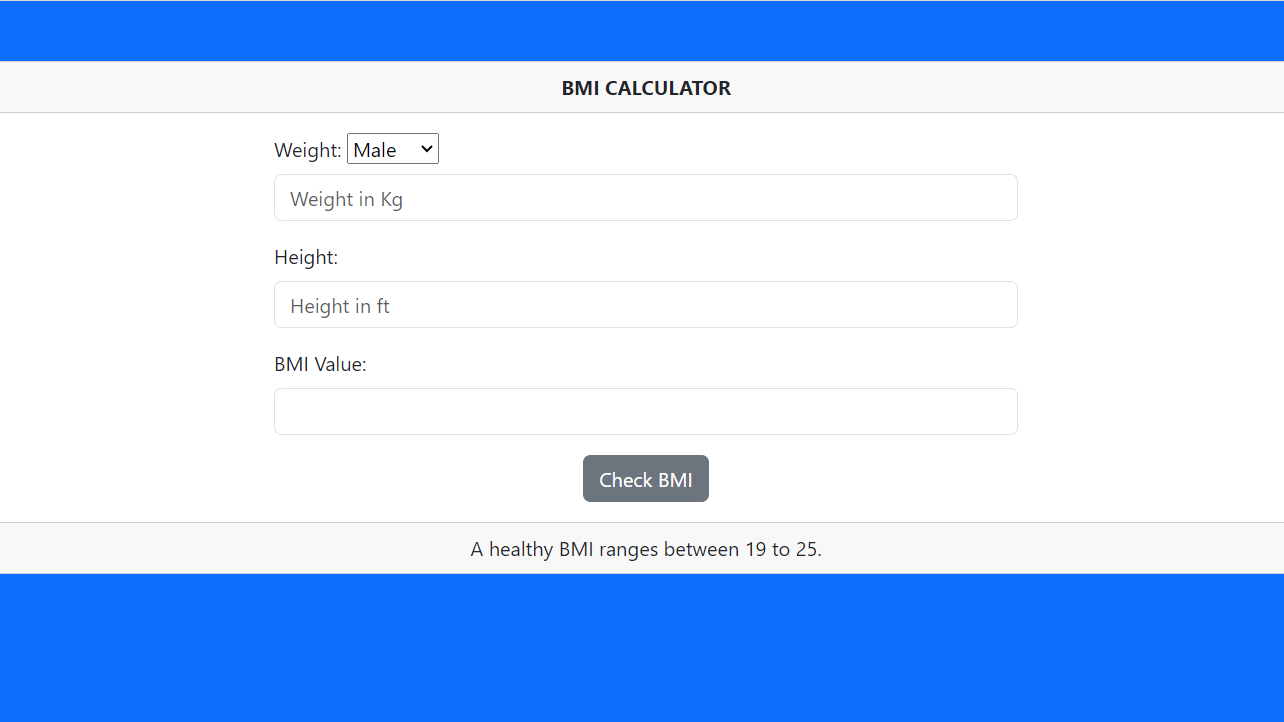 BMI CALCULATOR
Weight: Male
Weight in Kg
Height:
Height in ft
BMI Value:
Check BMI
A healthy BMI ranges between 19 to 25.